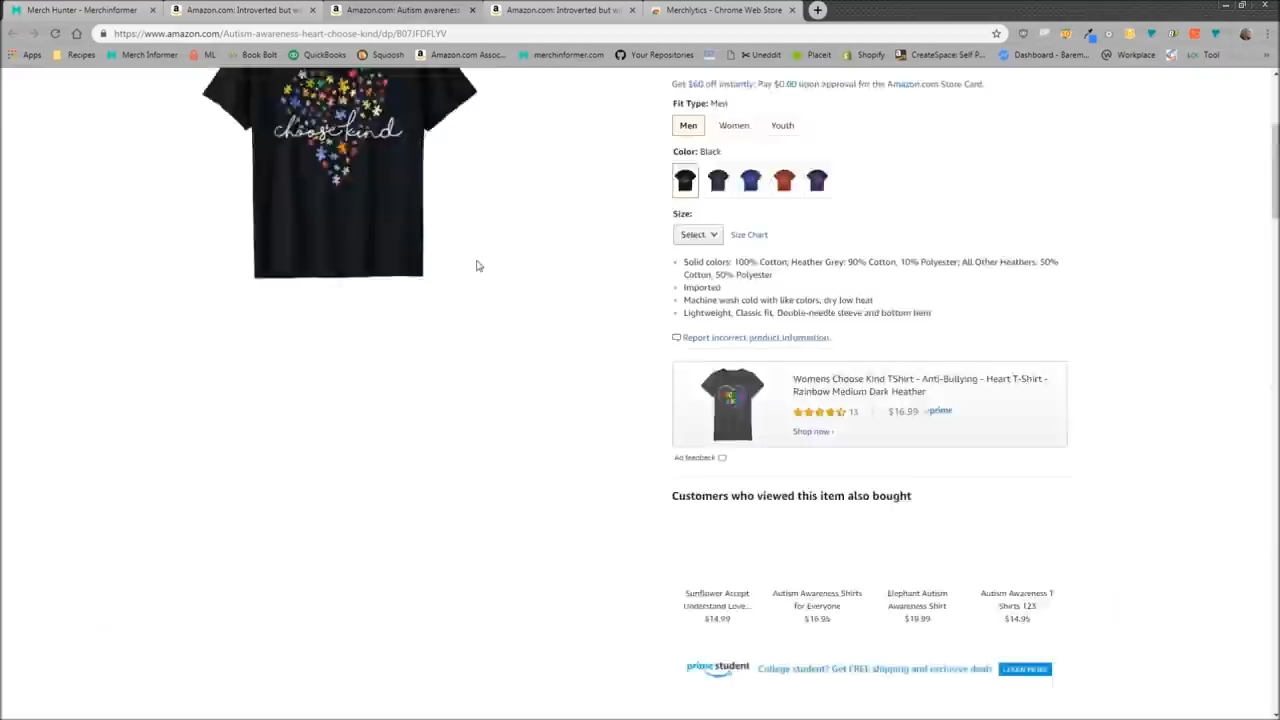 Merch Hunter - Merchinformer
Amazon.com: Introverted but w
Amazon.com: Autism awareness
Amazon.com: Introverted but w
Merchlytics - Chrome Web Store
https://www.amazon.com/Autism-awareness-heart-choose-kind/dp/B07JFDFLYV
Apps Recipes Merch Informer ML Book Bolt QuickBooks Squoosh Amazon.com Assoc... merchinformer.com Your Repositories Uneddit Placeit Shopify CreateSpace: Self P... Dashboard - Barem... Workplace Tool »
choose kind
Get $60 off instantly: Pay $0.00 upon approval for the Amazon.com Store Card.
Fit Type: Men
Men Women Youth
Color: Black
Size:
Select Size Chart
Solid colors: 100% Cotton; Heather Grey: 90% Cotton, 10% Polyester; All Other Heathers: 50%
Cotton, 50% Polyester
Imported
Machine wash cold with like colors, dry low heat
Lightweight, Classic fit, Double-needle sleeve and bottom hem
Report incorrect product information.
Womens Choose Kind TShirt - Anti-Bullying - Heart T-Shirt -
Rainbow Medium Dark Heather
13 $16.99 prime
Shop now ›
Ad feedback
Customers who viewed this item also bought
Sunflower Accept
Understand Love...
$14.99
Autism Awareness Shirts
for Everyone
$16.95
Elephant Autism
Awareness Shirt
$19.99
Autism Awareness T
Shirts 123
$14.95
prime student College student? Get FREE shipping and exclusive deals LEARN MORE